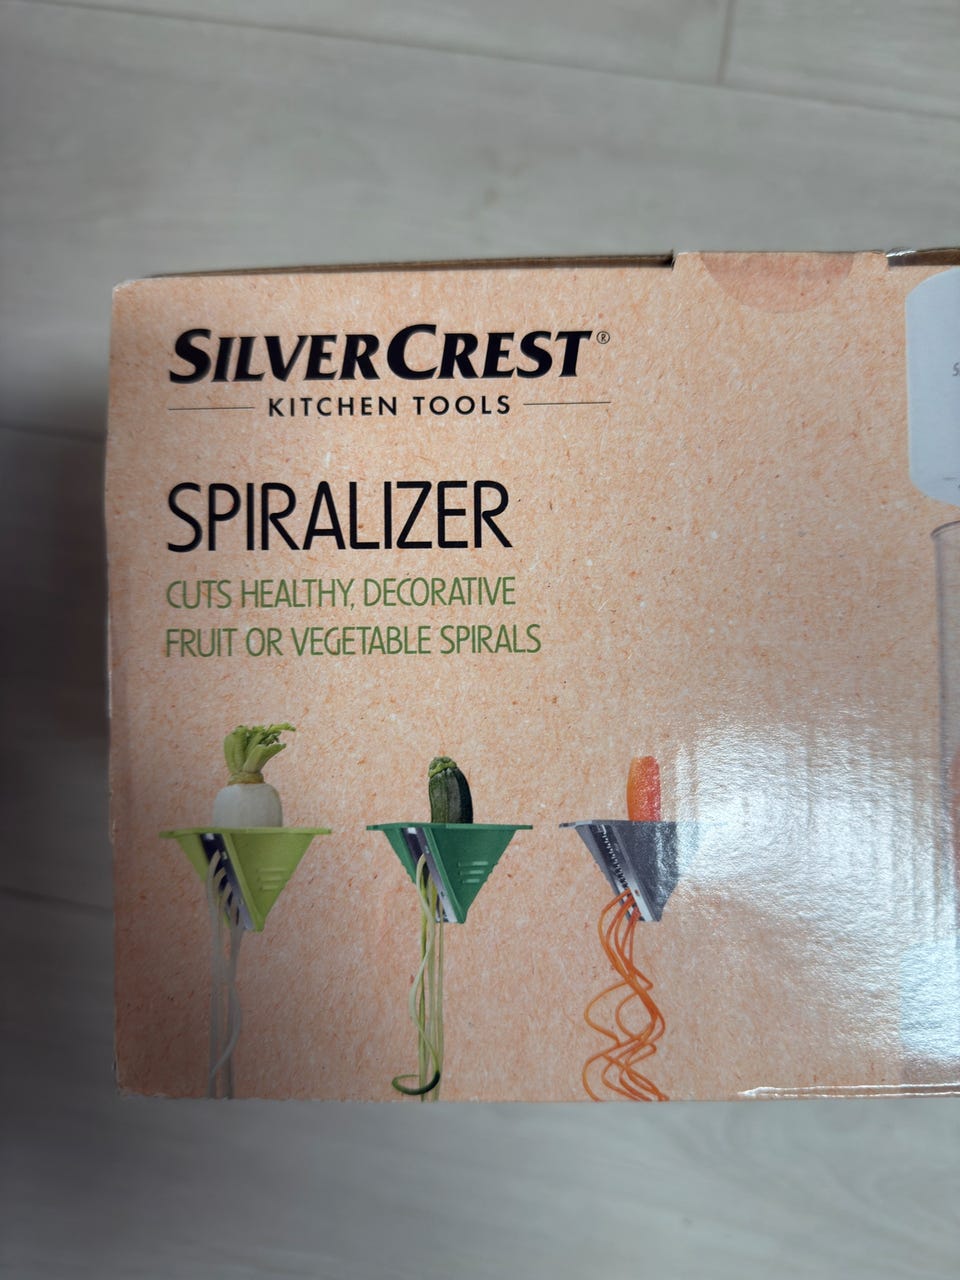 SILVERCREST®
KITCHEN TOOLS
SPIRALIZER
CUTS HEALTHY, DECORATIVE
FRUIT OR VEGETABLE SPIRALS